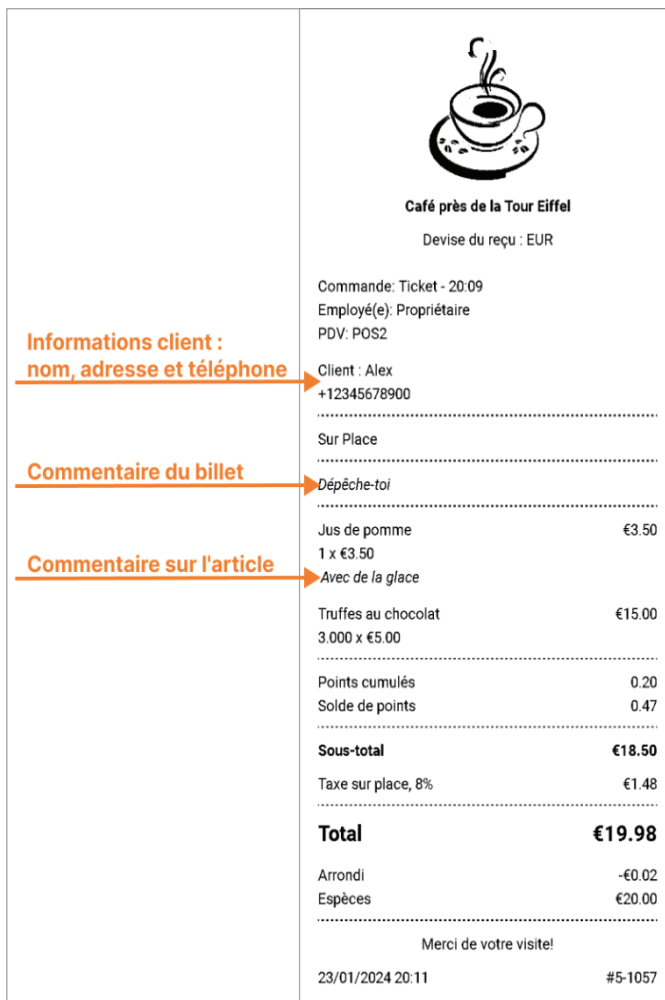 Café près de la Tour Eiffel
Devise du reçu : EUR
Commande: Ticket - 20:09
Employé(e): Propriétaire
PDV: POS2
Informations client :
nom, adresse et téléphone
Client : Alex
+12345678900
Sur Place
Commentaire du billet
Dépêche-toi
Jus de pomme €3.50
1 x €3.50
Commentaire sur l'article
Avec de la glace
Truffes au chocolat €15.00
3.000 x €5.00
Points cumulés 0.20
Solde de points 0.47
Sous-total €18.50
Taxe sur place, 8% €1.48
Total €19.98
Arrondi -€0.02
Espèces €20.00
Merci de votre visite!
23/01/2024 20:11 #5-1057